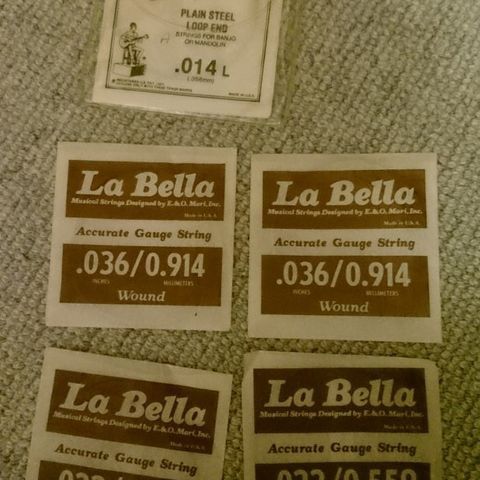 PLAIN STEEL
LOOP END
STRINGS FOR BANJO
OR MANDOLIN
.014 L
(.356mm)
MADE IN U.S.A.
La Bella
Musical Strings Designed by E.&O. Mari, Inc.
Made in U.S.A.
Accurate Gauge String
.036/0.914
INCHES MILLIMETERS
Wound
La Bella
Musical Strings Designed by E.&O. Mari, Inc.
Made in U.S.A.
Accurate Gauge String
.036/0.914
INCHES MILLIMETERS
Wound
La Bella
Musical Strings Designed by E.&O. Mari, Inc.
Made in U.S.A.
Accurate Gauge String
La Bella
Musical Strings Designed by E.&O. Mari, Inc.
Made in U.S.A.
Accurate Gauge String
.022/0.559